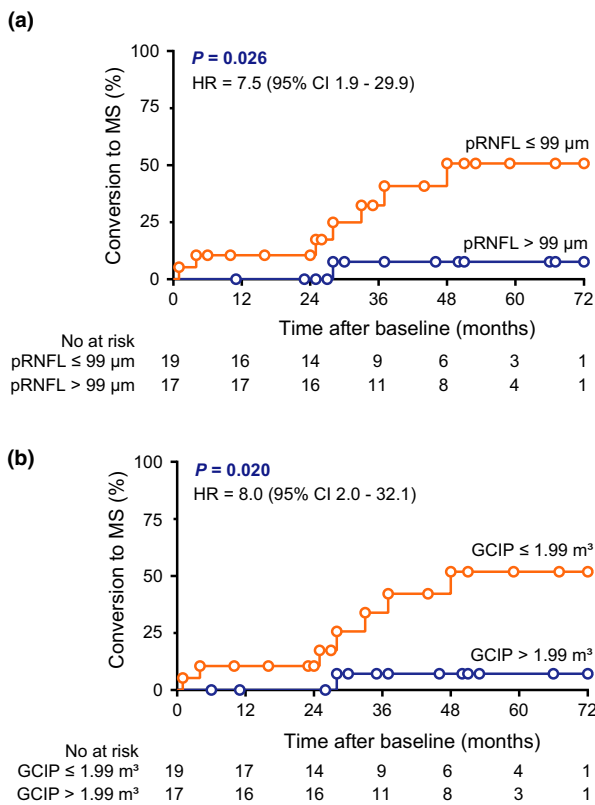 (a)
100
75
50
25
0
Conversion to MS (%)
P = 0.026
HR = 7.5 (95% CI 1.9 - 29.9)
pRNFL ≤ 99 µm
pRNFL > 99 µm
0 12 24 36 48 60 72
Time after baseline (months)
No at risk
pRNFL ≤ 99 µm 19 16 14 9 6 3 1
pRNFL > 99 µm 17 17 16 11 8 4 1
(b)
100
75
50
25
0
Conversion to MS (%)
P = 0.020
HR = 8.0 (95% CI 2.0 - 32.1)
GCIP ≤ 1.99 m³
GCIP > 1.99 m³
0 12 24 36 48 60 72
Time after baseline (months)
No at risk
GCIP ≤ 1.99 m³ 19 17 14 9 6 4 1
GCIP > 1.99 m³ 17 16 16 11 8 3 1